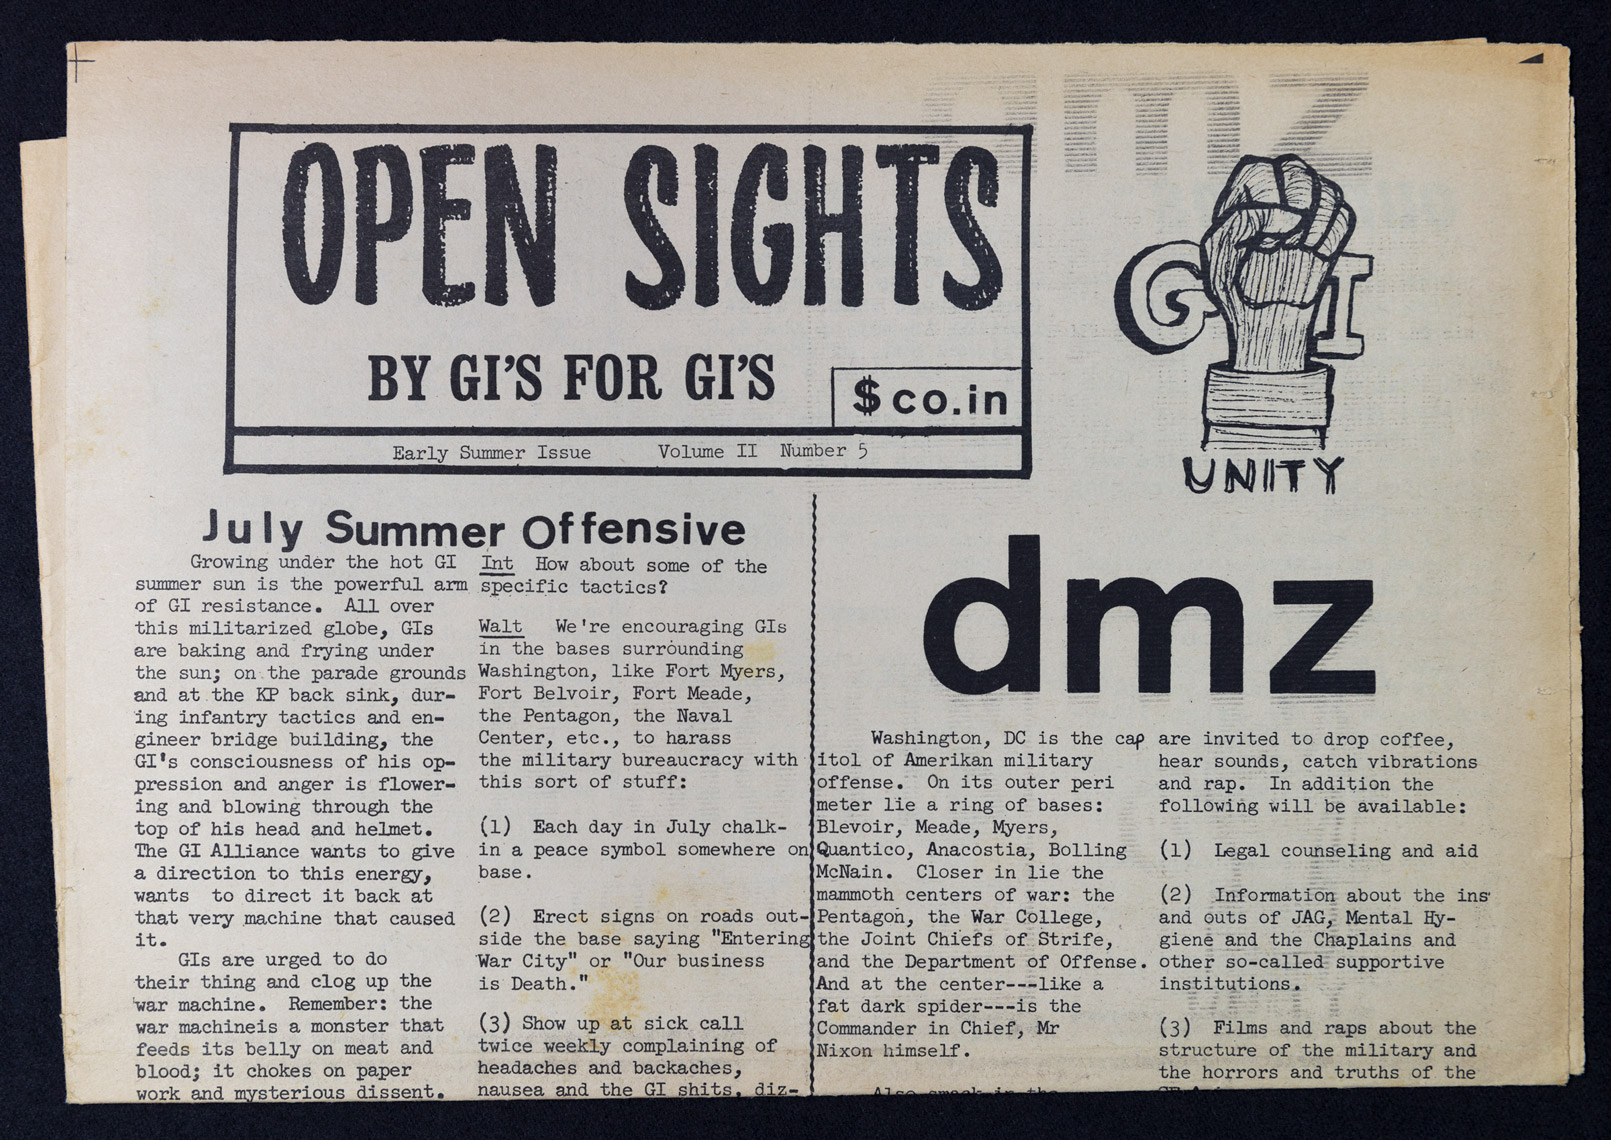 OPEN SIGHTS
BY GI'S FOR GI'S
$co.in
Early Summer Issue Volume II Number 5
G I
UNITY
July Summer Offensive
Growing under the hot GI
summer sun is the powerful arm
of GI resistance. All over
this militarized globe, GIs
are baking and frying under
the sun; on the parade grounds
and at the KP back sink, dur-
ing infantry tactics and en-
gineer bridge building, the
GI's consciousness of his op-
pression and anger is flower-
ing and blowing through the
top of his head and helmet.
The GI Alliance wants to give
a direction to this energy,
wants to direct it back at
that very machine that caused
it.
GIs are urged to do
their thing and clog up the
war machine. Remember: the
war machineis a monster that
feeds its belly on meat and
blood; it chokes on paper
work and mysterious dissent.
Int How about some of the
specific tactics?
Walt We're encouraging GIs
in the bases surrounding
Washington, like Fort Myers,
Fort Belvoir, Fort Meade,
the Pentagon, the Naval
Center, etc., to harass
the military bureaucracy with
this sort of stuff:
(1) Each day in July chalk-
in a peace symbol somewhere on
base.
(2) Erect signs on roads out-
side the base saying "Entering
War City" or "Our business
is Death."
(3) Show up at sick call
twice weekly complaining of
headaches and backaches,
nausea and the GI shits, diz-
dmz
Washington, DC is the cap
itol of Amerikan military
offense. On its outer peri
meter lie a ring of bases:
Blevoir, Meade, Myers,
Quantico, Anacostia, Bolling
McNain. Closer in lie the
mammoth centers of war: the
Pentagon, the War College,
the Joint Chiefs of Strife,
and the Department of Offense.
And at the center---like a
fat dark spider---is the
Commander in Chief, Mr
Nixon himself.
Also smack in the
are invited to drop coffee,
hear sounds, catch vibrations
and rap. In addition the
following will be available:
(1) Legal counseling and aid
(2) Information about the ins'
and outs of JAG, Mental Hy-
giene and the Chaplains and
other so-called supportive
institutions.
(3) Films and raps about the
structure of the military and
the horrors and truths of the